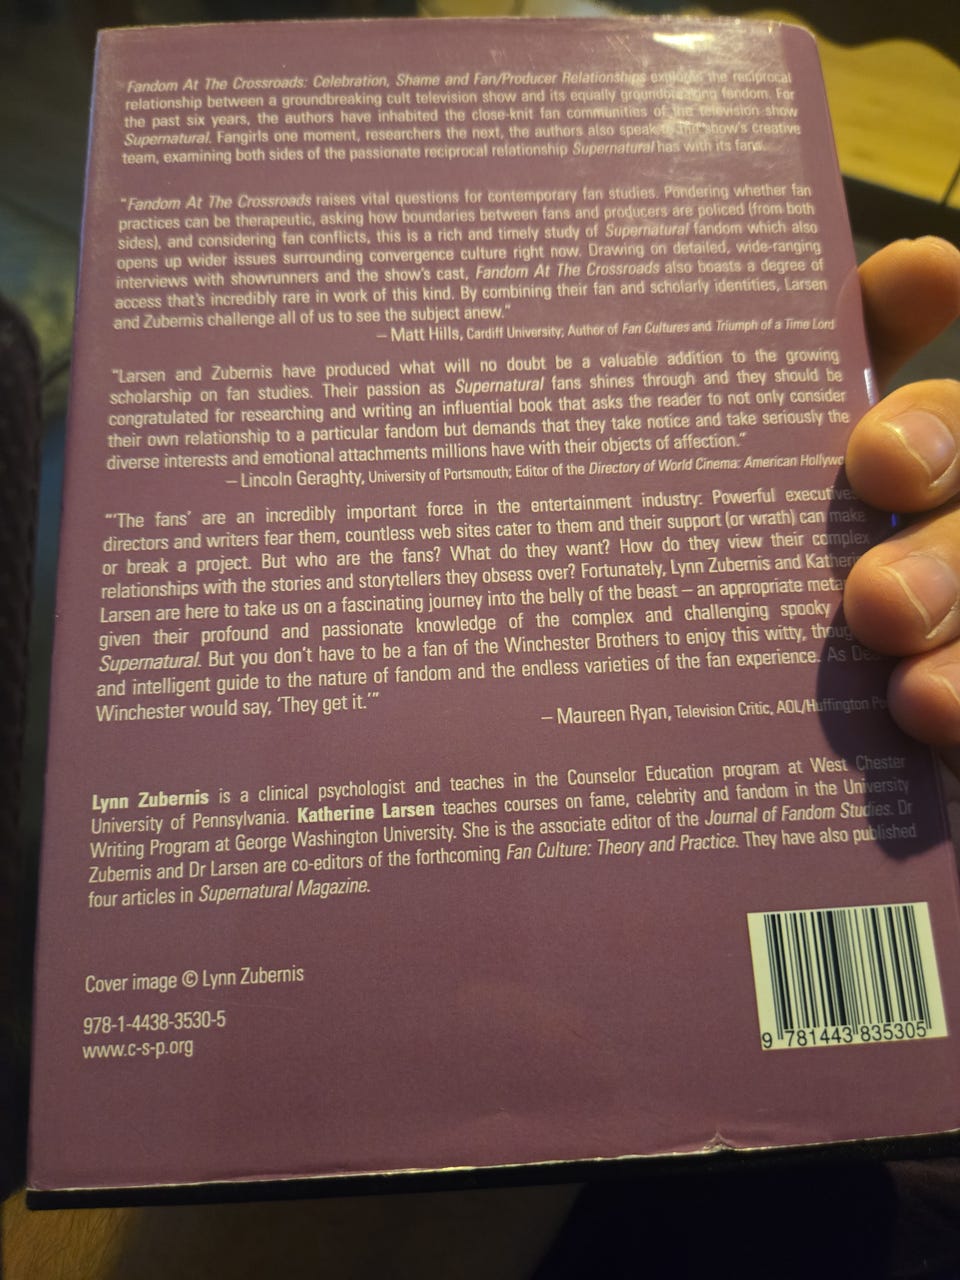 Fandom At The Crossroads: Celebration, Shame and Fan/Producer Relationships explores the reciprocal
relationship between a groundbreaking cult television show and its equally groundbreaking fandom. For
the past six years, the authors have inhabited the close-knit fan communities of the television show
Supernatural. Fangirls one moment, researchers the next, the authors also speak to the show's creative
team, examining both sides of the passionate reciprocal relationship Supernatural has with its fans.
"Fandom At The Crossroads raises vital questions for contemporary fan studies. Pondering whether fan
practices can be therapeutic, asking how boundaries between fans and producers are policed (from both
sides), and considering fan conflicts, this is a rich and timely study of Supernatural fandom which also
opens up wider issues surrounding convergence culture right now. Drawing on detailed, wide-ranging
interviews with showrunners and the show's cast, Fandom At The Crossroads also boasts a degree of
access that's incredibly rare in work of this kind. By combining their fan and scholarly identities, Larsen
and Zubernis challenge all of us to see the subject anew."
– Matt Hills, Cardiff University, Author of Fan Cultures and Triumph of a Time Lord
"Larsen and Zubernis have produced what will no doubt be a valuable addition to the growing
scholarship on fan studies. Their passion as Supernatural fans shines through and they should be
congratulated for researching and writing an influential book that asks the reader to not only consider
their own relationship to a particular fandom but demands that they take notice and take seriously the
diverse interests and emotional attachments millions have with their objects of affection."
– Lincoln Geraghty, University of Portsmouth; Editor of the Directory of World Cinema: American Hollywo
"'The fans' are an incredibly important force in the entertainment industry: Powerful executives,
directors and writers fear them, countless web sites cater to them and their support (or wrath) can make
or break a project. But who are the fans? What do they want? How do they view their complex
relationships with the stories and storytellers they obsess over? Fortunately, Lynn Zubernis and Katheri
Larsen are here to take us on a fascinating journey into the belly of the beast – an appropriate meta
given their profound and passionate knowledge of the complex and challenging spooky
Supernatural. But you don't have to be a fan of the Winchester Brothers to enjoy this witty, thoug
and intelligent guide to the nature of fandom and the endless varieties of the fan experience. As De
Winchester would say, 'They get it.'"
– Maureen Ryan, Television Critic, AOL/Huffington Po
Lynn Zubernis is a clinical psychologist and teaches in the Counselor Education program at West Chester
University of Pennsylvania. Katherine Larsen teaches courses on fame, celebrity and fandom in the University
Writing Program at George Washington University. She is the associate editor of the Journal of Fandom Studies. Dr
Zubernis and Dr Larsen are co-editors of the forthcoming Fan Culture: Theory and Practice. They have also published
four articles in Supernatural Magazine.
Cover image © Lynn Zubernis
978-1-4438-3530-5
www.c-s-p.org
9 781443 835305